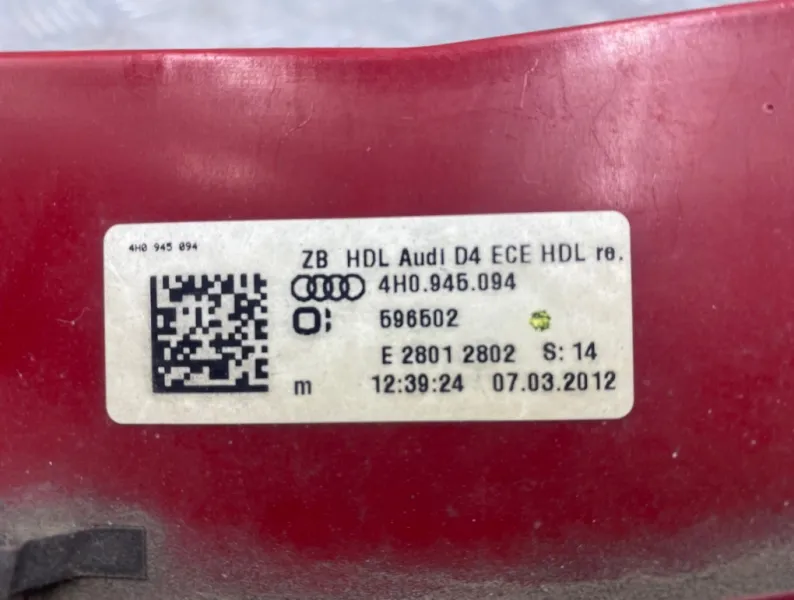 4H0 945 094
ZB HDL Audi D4 ECE HDL re.
4H0.945.094
596502
E 2801 2802 S: 14
m 12:39:24 07.03.2012